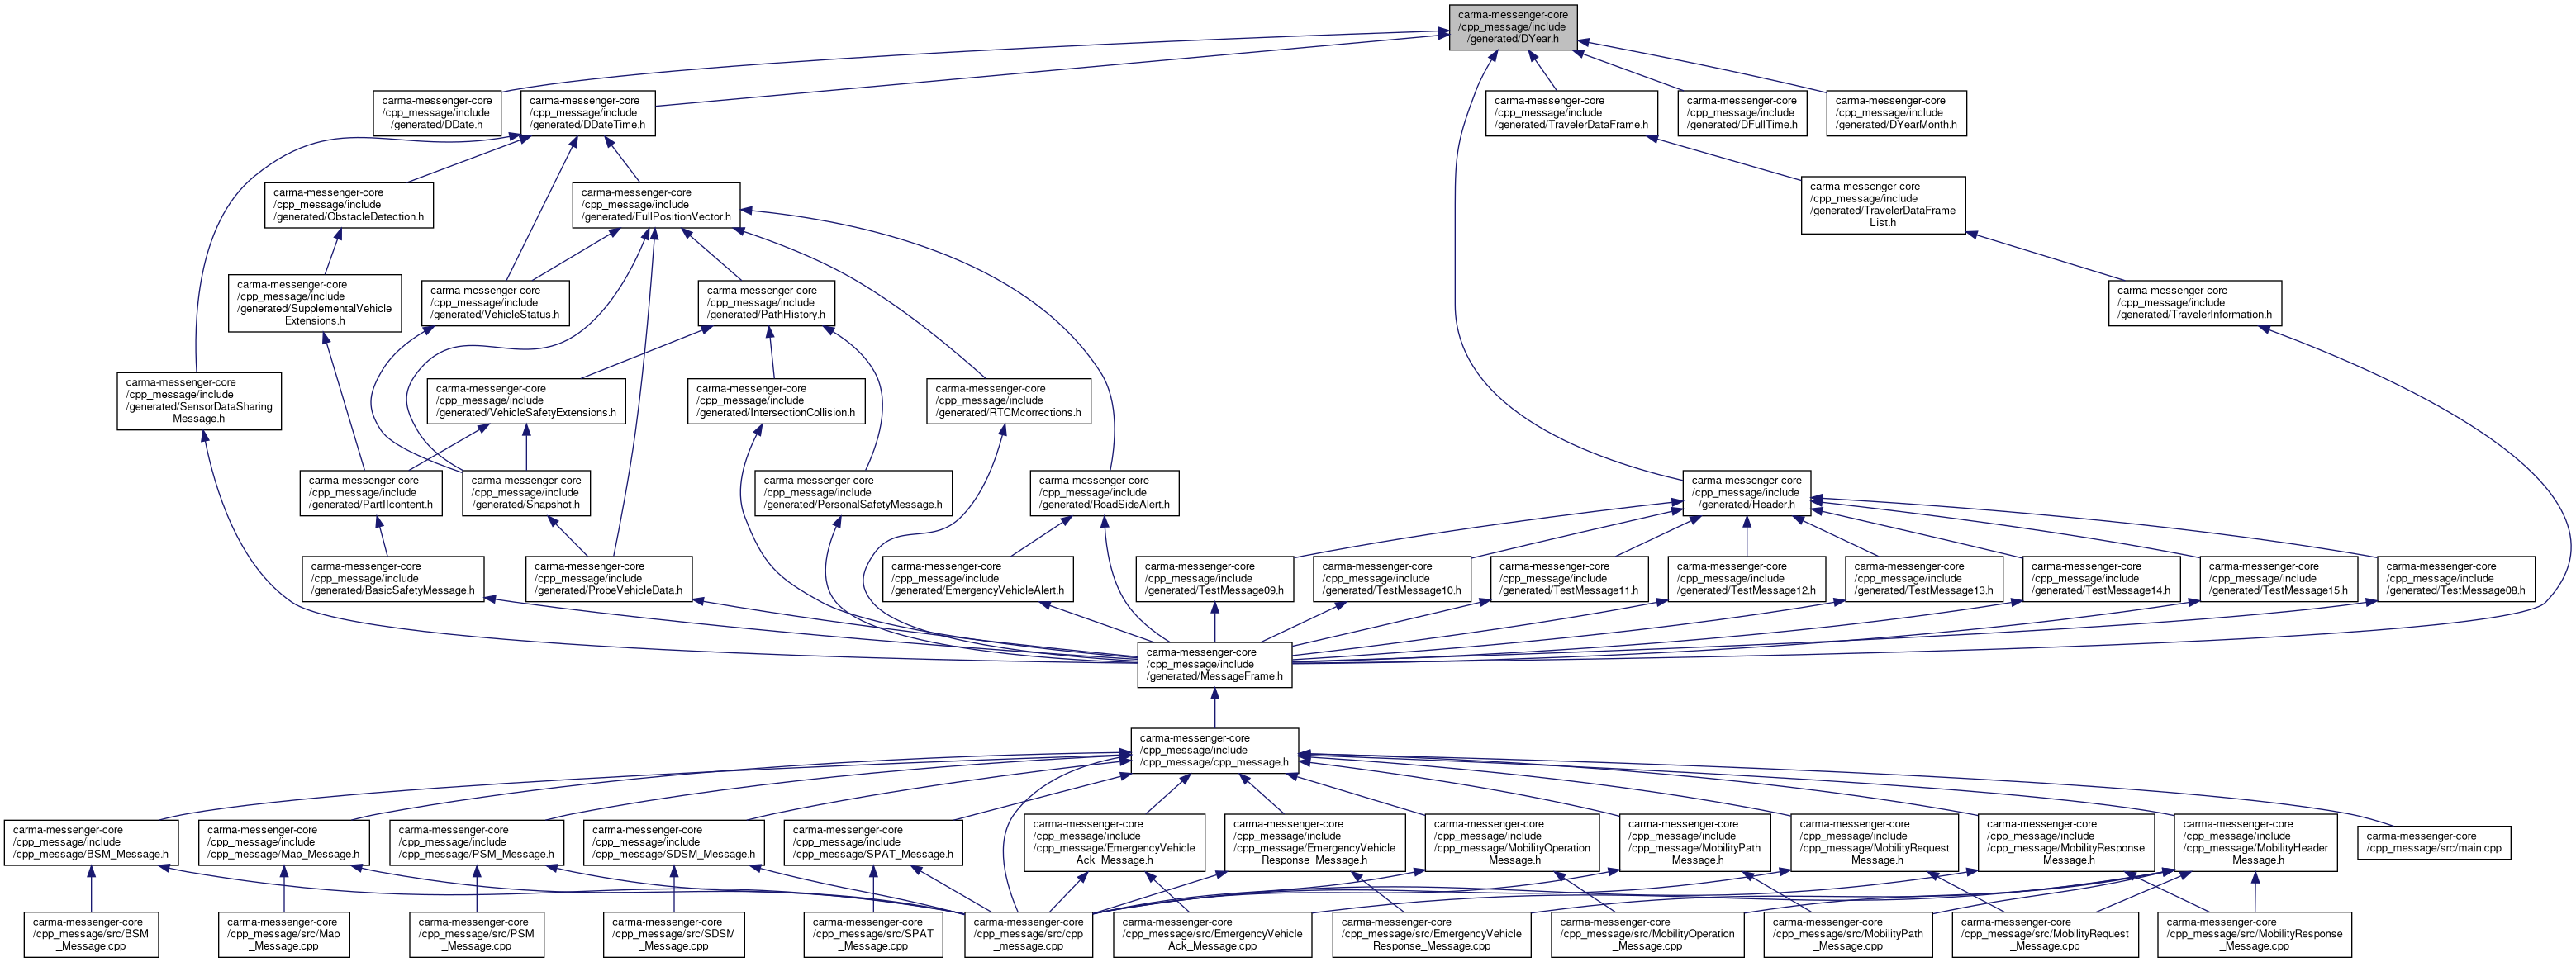 carma-messenger-core
/cpp_message/include
/generated/DYear.h
carma-messenger-core
/cpp_message/include
/generated/DDate.h
carma-messenger-core
/cpp_message/include
/generated/DDateTime.h
carma-messenger-core
/cpp_message/include
/generated/TravelerDataFrame.h
carma-messenger-core
/cpp_message/include
/generated/DFullTime.h
carma-messenger-core
/cpp_message/include
/generated/DYearMonth.h
carma-messenger-core
/cpp_message/include
/generated/ObstacleDetection.h
carma-messenger-core
/cpp_message/include
/generated/FullPositionVector.h
carma-messenger-core
/cpp_message/include
/generated/TravelerDataFrame
List.h
carma-messenger-core
/cpp_message/include
/generated/SupplementalVehicle
Extensions.h
carma-messenger-core
/cpp_message/include
/generated/VehicleStatus.h
carma-messenger-core
/cpp_message/include
/generated/PathHistory.h
carma-messenger-core
/cpp_message/include
/generated/TravelerInformation.h
carma-messenger-core
/cpp_message/include
/generated/SensorDataSharing
Message.h
carma-messenger-core
/cpp_message/include
/generated/VehicleSafetyExtensions.h
carma-messenger-core
/cpp_message/include
/generated/IntersectionCollision.h
carma-messenger-core
/cpp_message/include
/generated/RTCMcorrections.h
carma-messenger-core
/cpp_message/include
/generated/PartIIcontent.h
carma-messenger-core
/cpp_message/include
/generated/Snapshot.h
carma-messenger-core
/cpp_message/include
/generated/PersonalSafetyMessage.h
carma-messenger-core
/cpp_message/include
/generated/RoadSideAlert.h
carma-messenger-core
/cpp_message/include
/generated/Header.h
carma-messenger-core
/cpp_message/include
/generated/BasicSafetyMessage.h
carma-messenger-core
/cpp_message/include
/generated/ProbeVehicleData.h
carma-messenger-core
/cpp_message/include
/generated/EmergencyVehicleAlert.h
carma-messenger-core
/cpp_message/include
/generated/TestMessage09.h
carma-messenger-core
/cpp_message/include
/generated/TestMessage10.h
carma-messenger-core
/cpp_message/include
/generated/TestMessage11.h
carma-messenger-core
/cpp_message/include
/generated/TestMessage12.h
carma-messenger-core
/cpp_message/include
/generated/TestMessage13.h
carma-messenger-core
/cpp_message/include
/generated/TestMessage14.h
carma-messenger-core
/cpp_message/include
/generated/TestMessage15.h
carma-messenger-core
/cpp_message/include
/generated/TestMessage08.h
carma-messenger-core
/cpp_message/include
/generated/MessageFrame.h
carma-messenger-core
/cpp_message/include
/cpp_message/cpp_message.h
carma-messenger-core
/cpp_message/include
/cpp_message/BSM_Message.h
carma-messenger-core
/cpp_message/include
/cpp_message/Map_Message.h
carma-messenger-core
/cpp_message/include
/cpp_message/PSM_Message.h
carma-messenger-core
/cpp_message/include
/cpp_message/SDSM_Message.h
carma-messenger-core
/cpp_message/include
/cpp_message/SPAT_Message.h
carma-messenger-core
/cpp_message/include
/cpp_message/EmergencyVehicle
Ack_Message.h
carma-messenger-core
/cpp_message/include
/cpp_message/EmergencyVehicle
Response_Message.h
carma-messenger-core
/cpp_message/include
/cpp_message/MobilityOperation
_Message.h
carma-messenger-core
/cpp_message/include
/cpp_message/MobilityPath
_Message.h
carma-messenger-core
/cpp_message/include
/cpp_message/MobilityRequest
_Message.h
carma-messenger-core
/cpp_message/include
/cpp_message/MobilityResponse
_Message.h
carma-messenger-core
/cpp_message/include
/cpp_message/MobilityHeader
_Message.h
carma-messenger-core
/cpp_message/src/main.cpp
carma-messenger-core
/cpp_message/src/BSM
_Message.cpp
carma-messenger-core
/cpp_message/src/Map
_Message.cpp
carma-messenger-core
/cpp_message/src/PSM
_Message.cpp
carma-messenger-core
/cpp_message/src/SDSM
_Message.cpp
carma-messenger-core
/cpp_message/src/SPAT
_Message.cpp
carma-messenger-core
/cpp_message/src/cpp
_message.cpp
carma-messenger-core
/cpp_message/src/EmergencyVehicle
Ack_Message.cpp
carma-messenger-core
/cpp_message/src/EmergencyVehicle
Response_Message.cpp
carma-messenger-core
/cpp_message/src/MobilityOperation
_Message.cpp
carma-messenger-core
/cpp_message/src/MobilityPath
_Message.cpp
carma-messenger-core
/cpp_message/src/MobilityRequest
_Message.cpp
carma-messenger-core
/cpp_message/src/MobilityResponse
_Message.cpp